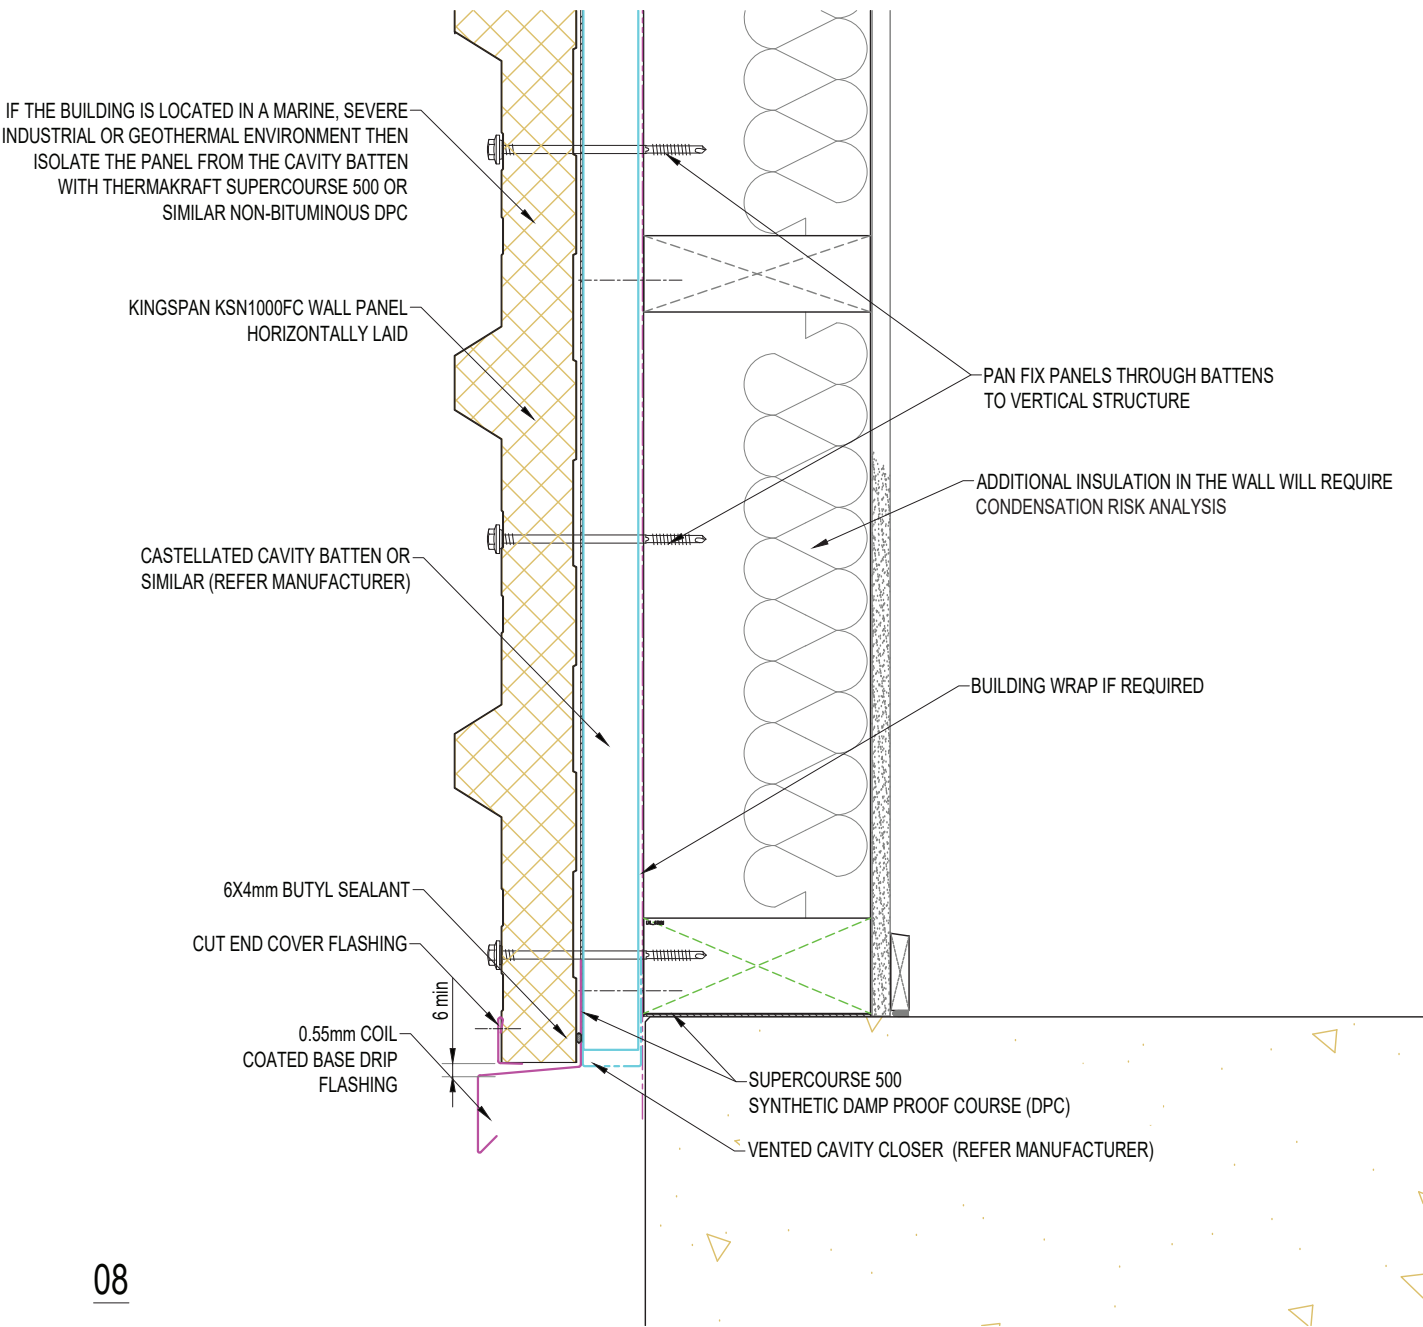 IF THE BUILDING IS LOCATED IN A MARINE, SEVERE
INDUSTRIAL OR GEOTHERMAL ENVIRONMENT THEN
ISOLATE THE PANEL FROM THE CAVITY BATTEN
WITH THERMAKRAFT SUPERCOURSE 500 OR
SIMILAR NON-BITUMINOUS DPC
KINGSPAN KSN1000FC WALL PANEL
HORIZONTALLY LAID
PAN FIX PANELS THROUGH BATTENS
TO VERTICAL STRUCTURE
ADDITIONAL INSULATION IN THE WALL WILL REQUIRE
CONDENSATION RISK ANALYSIS
CASTELLATED CAVITY BATTEN OR
SIMILAR (REFER MANUFACTURER)
BUILDING WRAP IF REQUIRED
6X4mm BUTYL SEALANT
CUT END COVER FLASHING
6 min
0.55mm COIL
COATED BASE DRIP
FLASHING
SUPERCOURSE 500
SYNTHETIC DAMP PROOF COURSE (DPC)
VENTED CAVITY CLOSER (REFER MANUFACTURER)
08